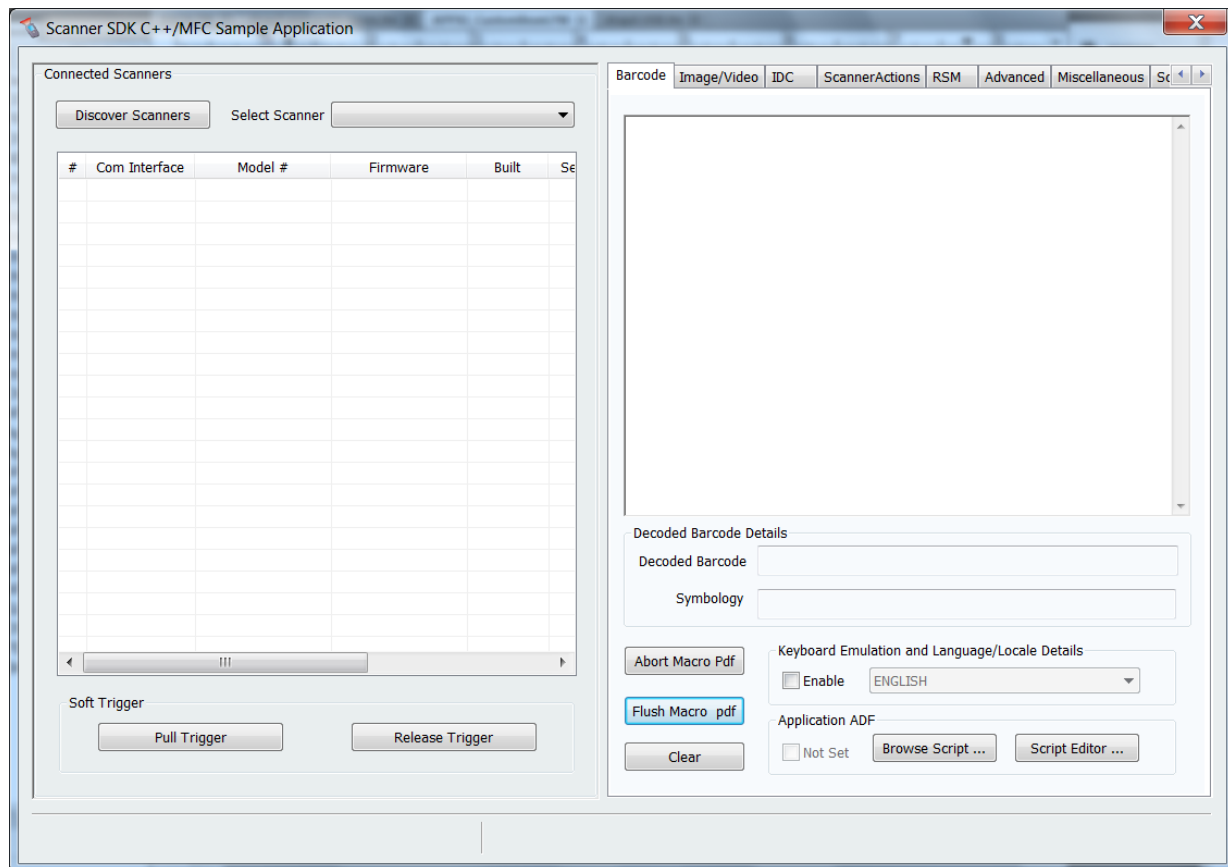 Scanner SDK C++/MFC Sample Application
Connected Scanners
Discover Scanners
Select Scanner
# Com Interface Model # Firmware Built Se
Soft Trigger
Pull Trigger
Release Trigger
Barcode Image/Video IDC ScannerActions RSM Advanced Miscellaneous Sc
Decoded Barcode Details
Decoded Barcode
Symbology
Abort Macro Pdf
Flush Macro pdf
Clear
Keyboard Emulation and Language/Locale Details
Enable ENGLISH
Application ADF
Not Set Browse Script ... Script Editor ...